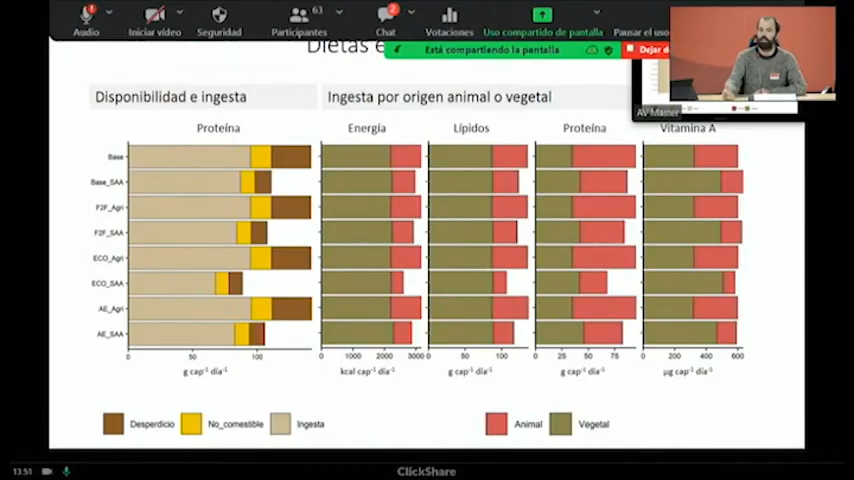 63
2
Audio
Iniciar vídeo
Seguridad
Participantes
Chat
Votaciones
Uso compartido de pantalla
Pausar el uso
Dietas e
Está compartiendo la pantalla
Dejar d
AV Master
Disponibilidad e ingesta
Ingesta por origen animal o vegetal
Proteína
Energía
Lípidos
Proteína
Vitamina A
Base
Base_SAA
F2F_Agri
F2F_SAA
ECO_Agri
ECO_SAA
AE_Agri
AE_SAA
0 50 100
0 1000 2000 3000
0 50 100
0 25 50 75
0 200 400 600
g cap⁻¹ día⁻¹
kcal cap⁻¹ día⁻¹
g cap⁻¹ día⁻¹
g cap⁻¹ día⁻¹
µg cap⁻¹ día⁻¹
Desperdicio
No_comestible
Ingesta
Animal
Vegetal
13:51
ClickShare